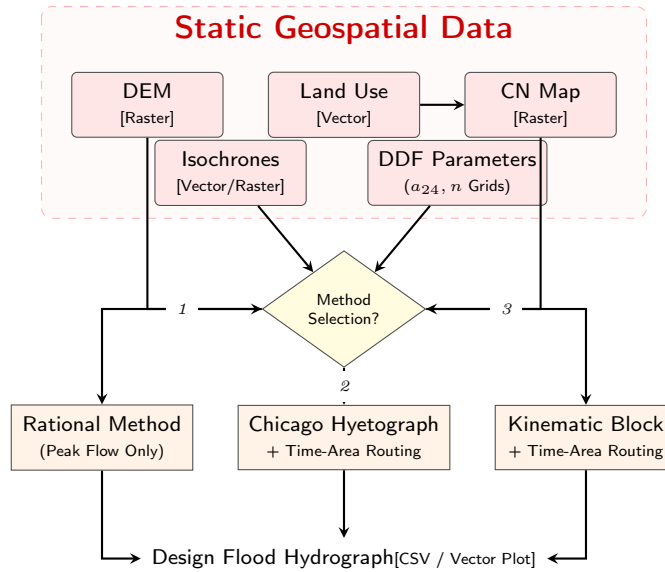 Static Geospatial Data
DEM
[Raster]
Land Use
[Vector]
CN Map
[Raster]
Isochrones
[Vector/Raster]
DDF Parameters
(a₂₄, n Grids)
Method
Selection?
1
3
2
Rational Method
(Peak Flow Only)
Chicago Hyetograph
+ Time-Area Routing
Kinematic Block
+ Time-Area Routing
Design Flood Hydrograph[CSV / Vector Plot]